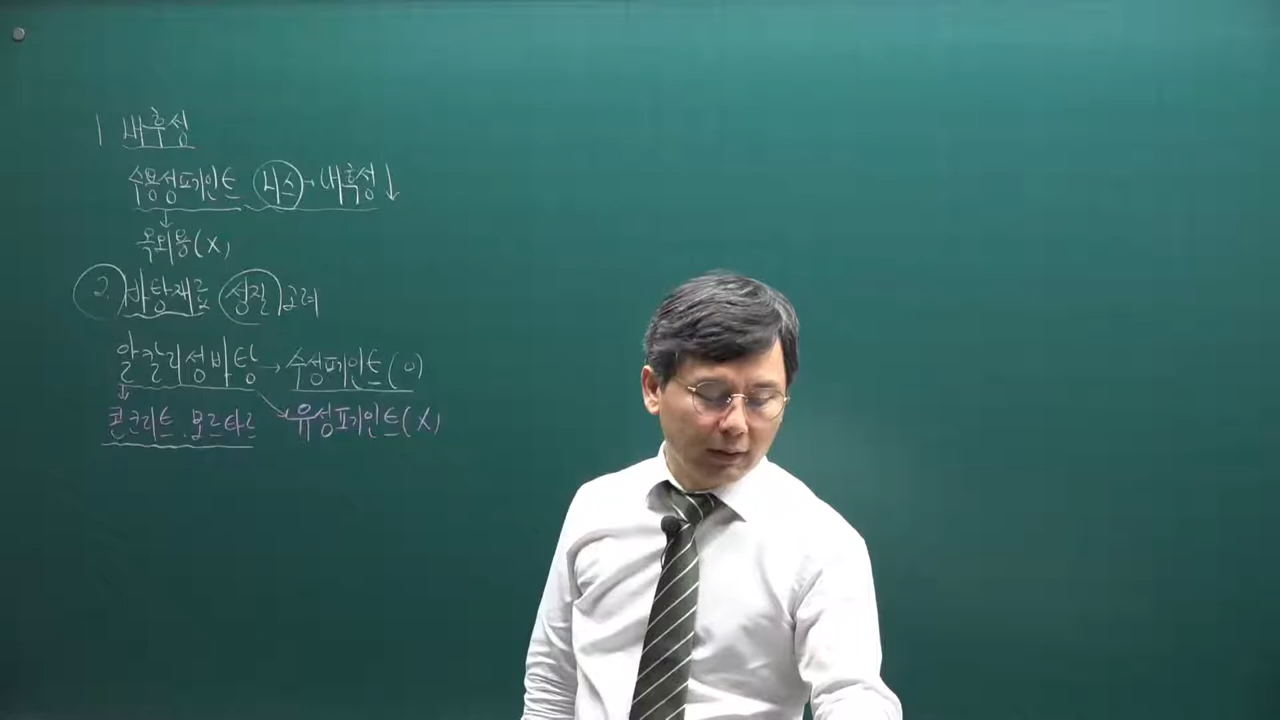 1 내후성
수용성페인트 니스 → 내후성↓
↓
옥외용(X)
2. 바탕재료 성질 고려
알칼리성바탕 → 수성페인트(O)
↓
콘크리트, 모르타르 유성페인트(X)